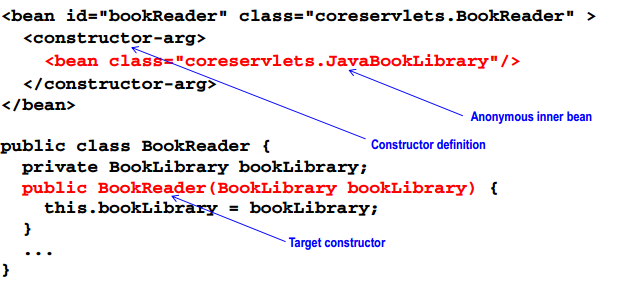 <bean id="bookReader" class="coreservlets.BookReader" >
<constructor-arg>
<bean class="coreservlets.JavaBookLibrary"/>
</constructor-arg>
</bean>
Anonymous inner bean
Constructor definition
public class BookReader {
private BookLibrary bookLibrary;
public BookReader(BookLibrary bookLibrary) {
this.bookLibrary = bookLibrary;
}
Target constructor
...
}